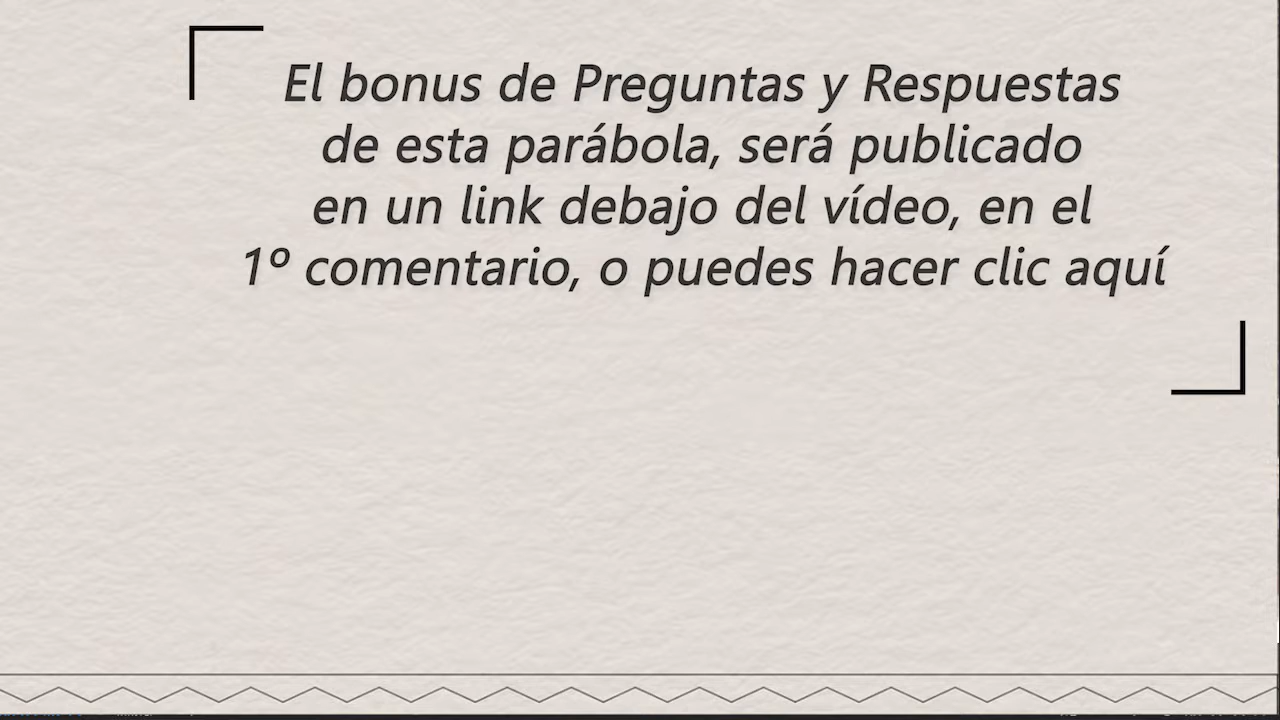 El bonus de Preguntas y Respuestas
de esta parábola, será publicado
en un link debajo del vídeo, en el
1º comentario, o puedes hacer clic aquí